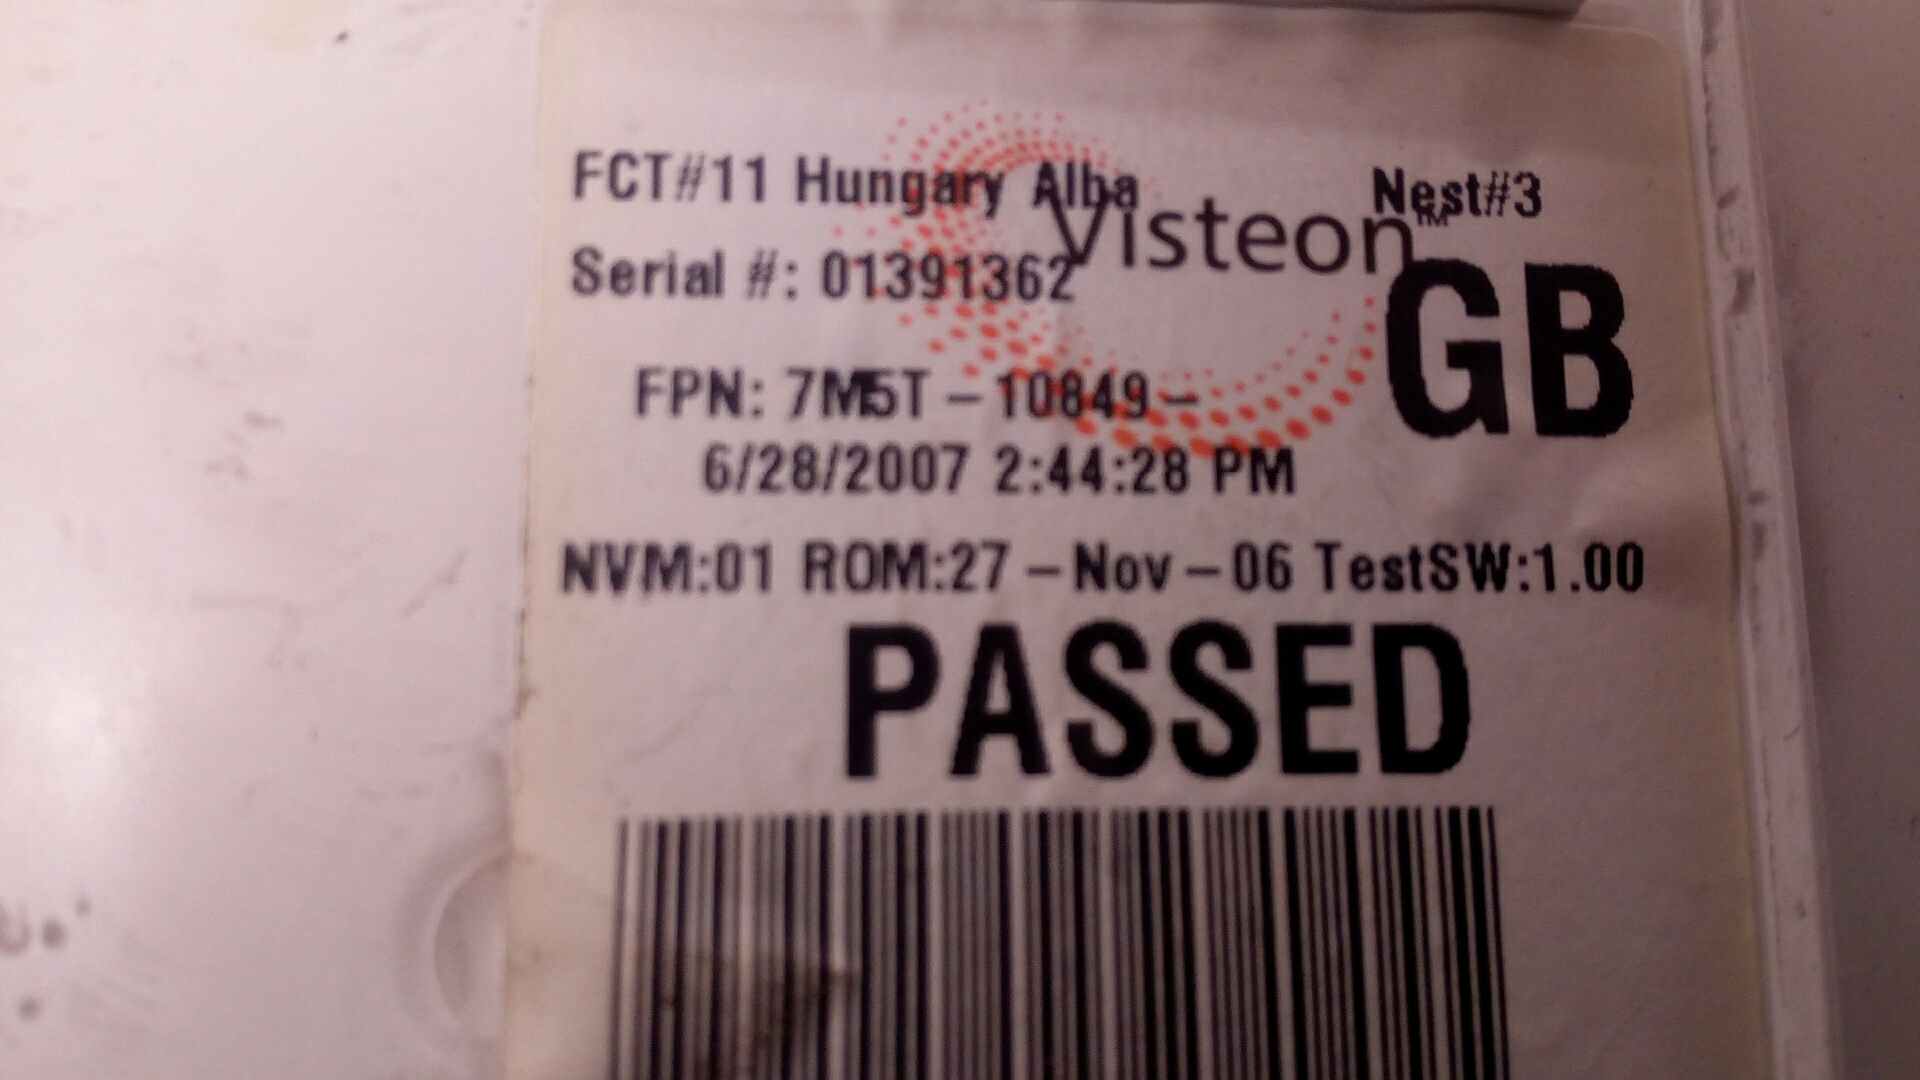 FCT#11 Hungary Alba Nest#3
Visteon™
Serial #: 01391362
GB
FPN: 7M5T – 10849 –
6/28/2007 2:44:28 PM
NVM:01 ROM:27 – Nov – 06 TestSW:1.00
PASSED